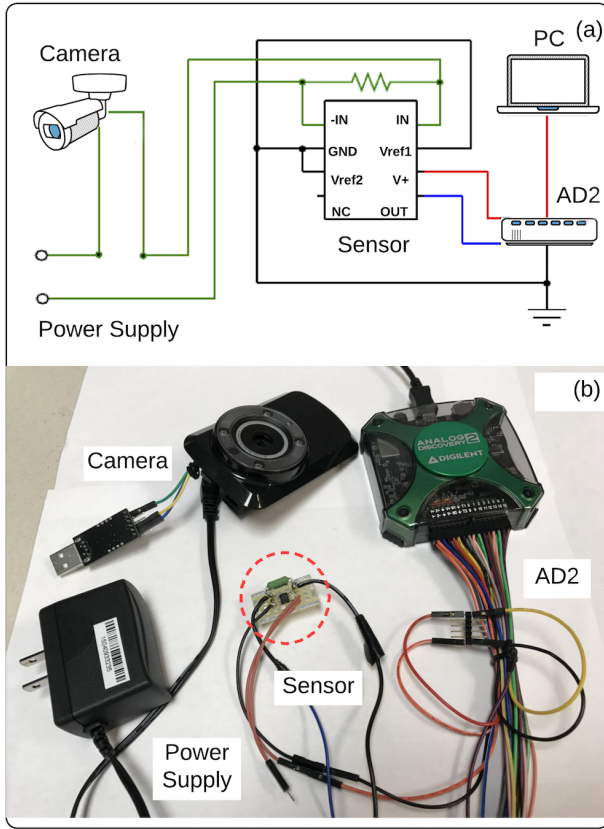 (a)
Camera
PC
-IN
IN
GND
Vref1
Vref2
V+
NC
OUT
AD2
Sensor
Power Supply
(b)
Camera
ANALOG
DISCOVERY 2
DIGILENT
AD2
Sensor
Power
Supply